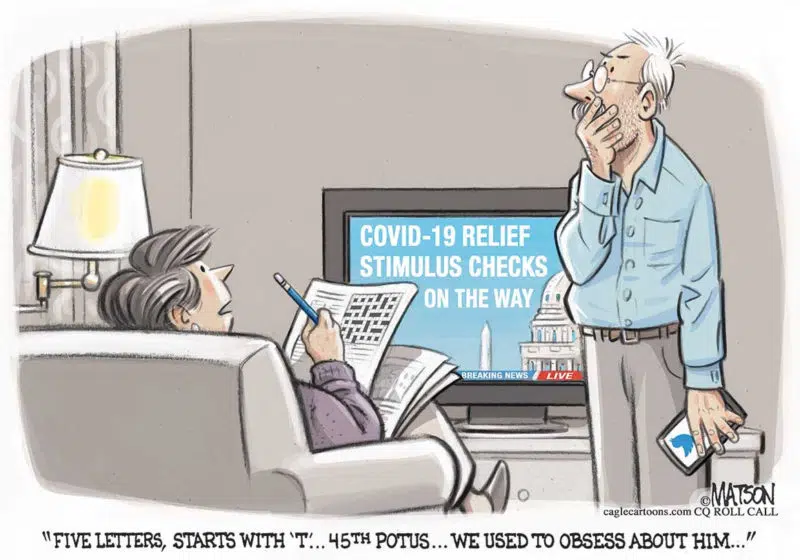 COVID-19 RELIEF
STIMULUS CHECKS
ON THE WAY
BREAKING NEWS LIVE
©MATSON
caglecartoons.com CQ ROLL CALL
"FIVE LETTERS, STARTS WITH 'T'... 45TH POTUS... WE USED TO OBSESS ABOUT HIM..."